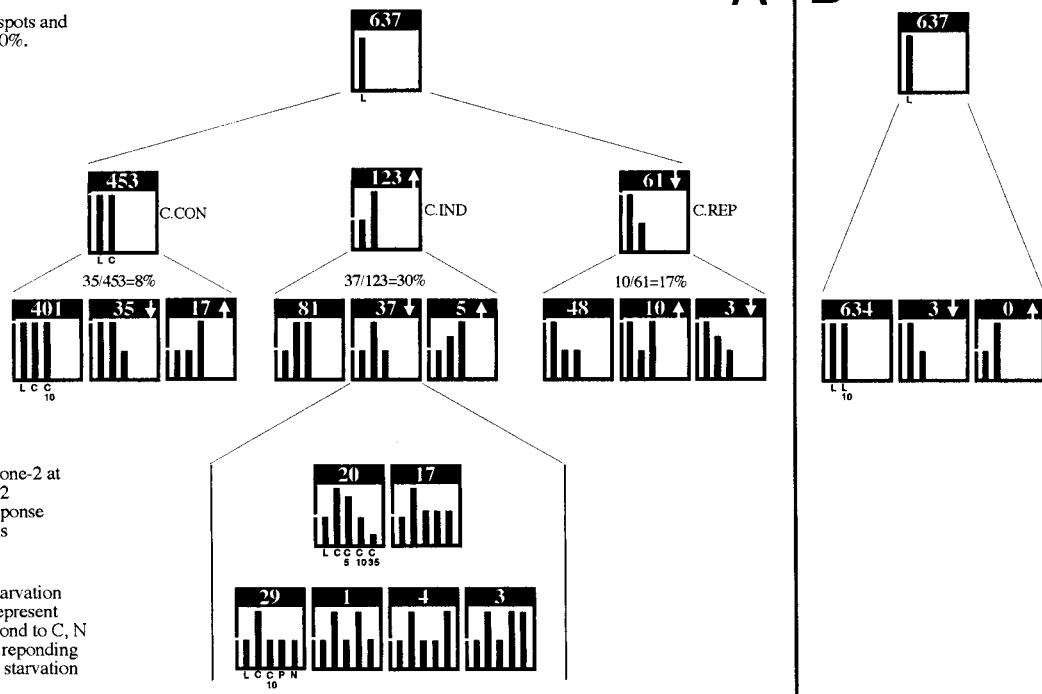 spots and
0%.
A
B
637
L
637
L
453
C.CON
L C
123
C.IND
61
C.REP
35/453=8%
37/123=30%
10/61=17%
401
35
17
81
37
5
48
10
3
634
3
0
L C C
10
L L
10
one-2 at
2
ponse
s
20
17
L C C C C
5 10 35
arvation
epresent
ond to C, N
reponding
starvation
29
1
4
3
L C C P N
10